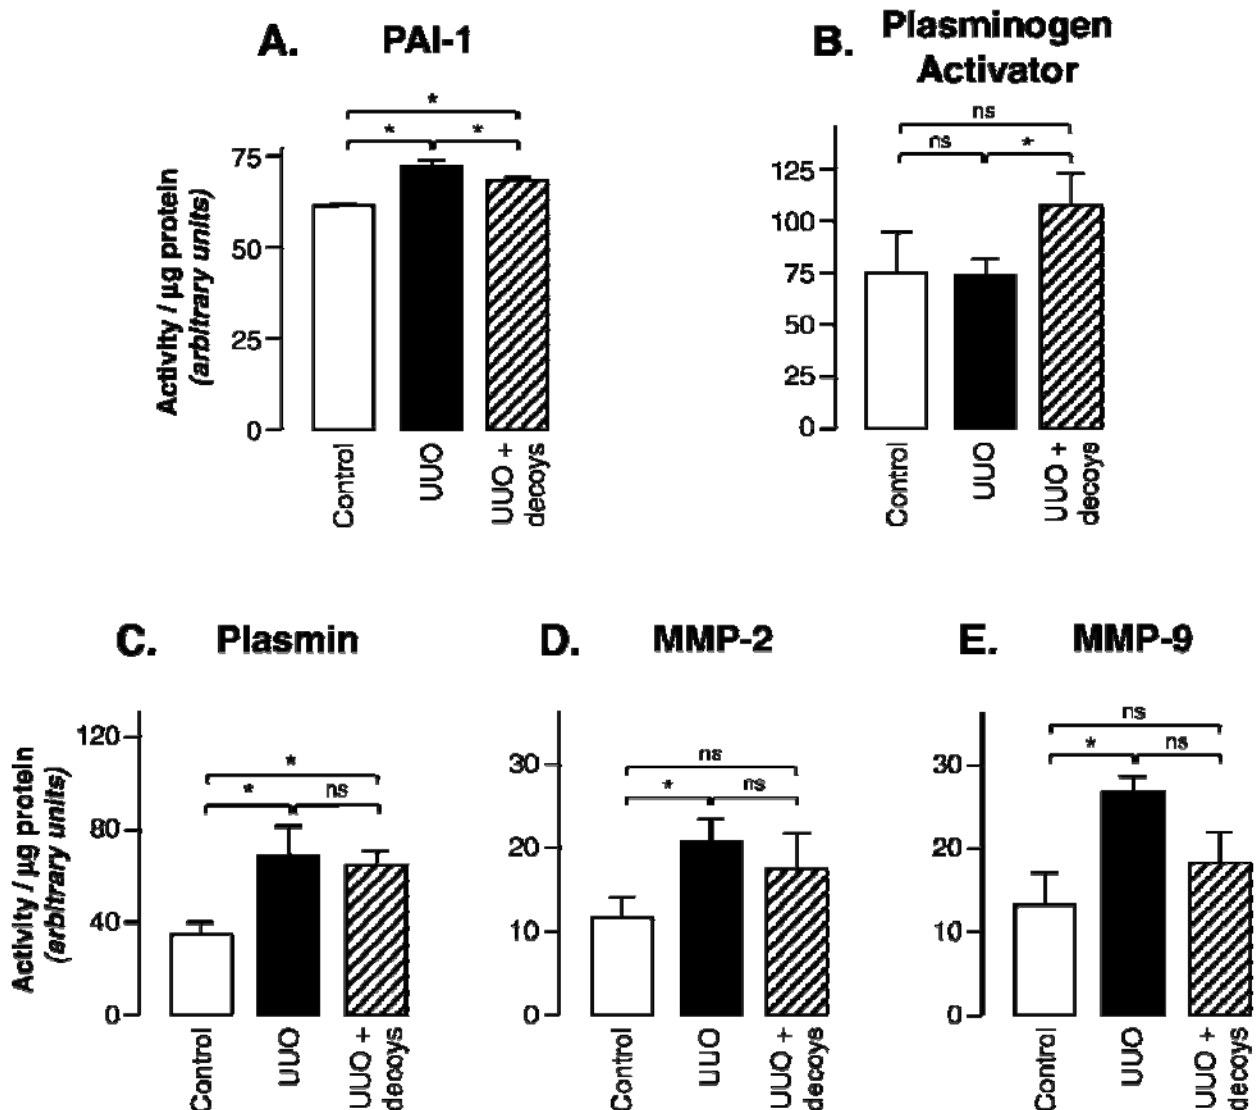 A. PAI-1
Activity / µg protein
(arbitrary units)
*
* *
75
50
25
0
Control
UUO
UUO +
decoys
B. Plasminogen
Activator
ns
ns *
125
100
75
50
25
0
Control
UUO
UUO +
decoys
C. Plasmin
Activity / µg protein
(arbitrary units)
*
* ns
120
80
40
0
Control
UUO
UUO +
decoys
D. MMP-2
ns
* ns
30
20
10
0
Control
UUO
UUO +
decoys
E. MMP-9
ns
* ns
30
20
10
0
Control
UUO
UUO +
decoys